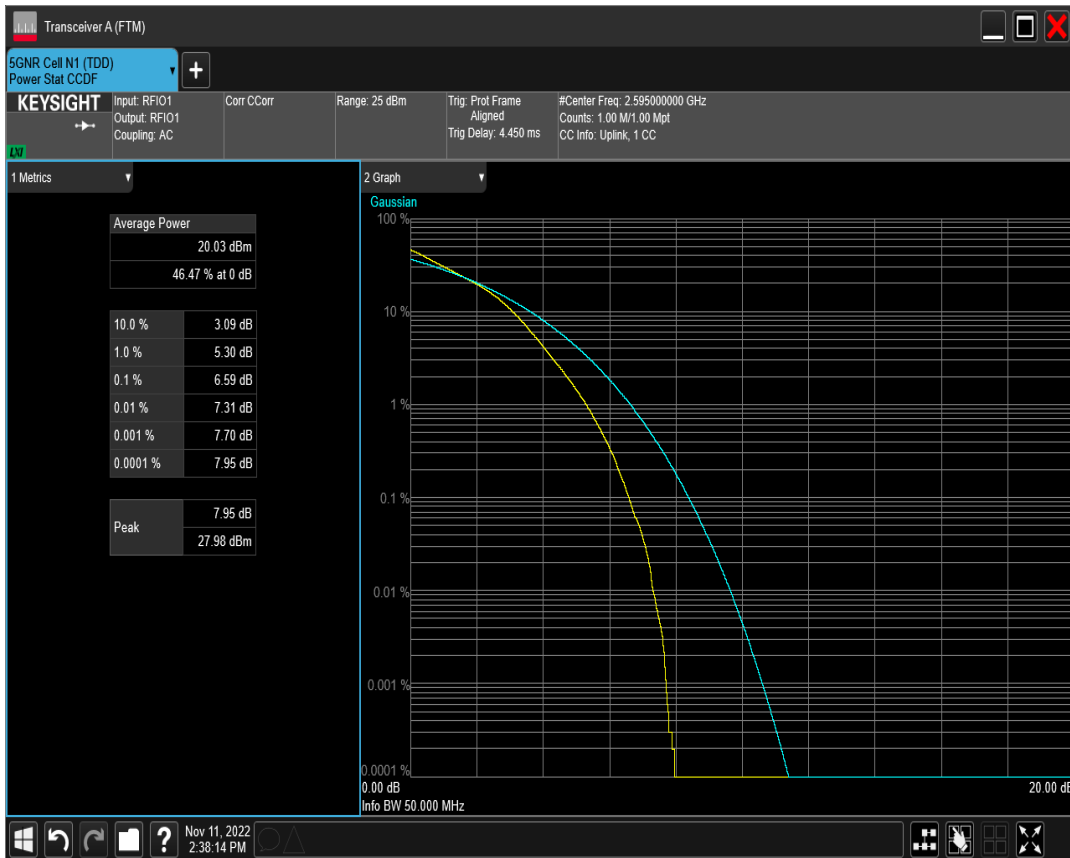 Transceiver A (FTM)
5GNR Cell N1 (TDD)
Power Stat CCDF
KEYSIGHT
LXI
Input: RFIO1
Output: RFIO1
Coupling: AC
Corr CCorr
Range: 25 dBm
Trig: Prot Frame
Aligned
Trig Delay: 4.450 ms
#Center Freq: 2.595000000 GHz
Counts: 1.00 M/1.00 Mpt
CC Info: Uplink, 1 CC
1 Metrics
Average Power
20.03 dBm
46.47 % at 0 dB
10.0 % 3.09 dB
1.0 % 5.30 dB
0.1 % 6.59 dB
0.01 % 7.31 dB
0.001 % 7.70 dB
0.0001 % 7.95 dB
Peak
7.95 dB
27.98 dBm
2 Graph
Gaussian
100 %
10 %
1 %
0.1 %
0.01 %
0.001 %
0.0001 %
0.00 dB
20.00 dB
Info BW 50.000 MHz
Nov 11, 2022
2:38:14 PM